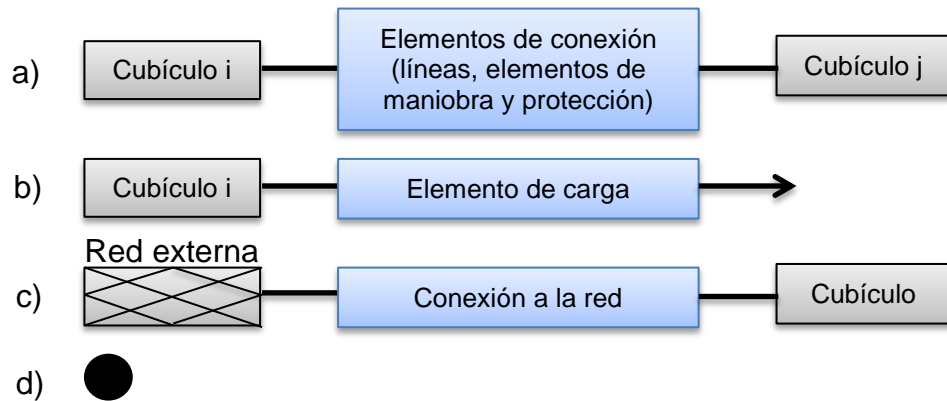 a)
Cubículo i
Elementos de conexión
(líneas, elementos de
maniobra y protección)
Cubículo j
b)
Cubículo i
Elemento de carga
Red externa
c)
Conexión a la red
Cubículo
d)